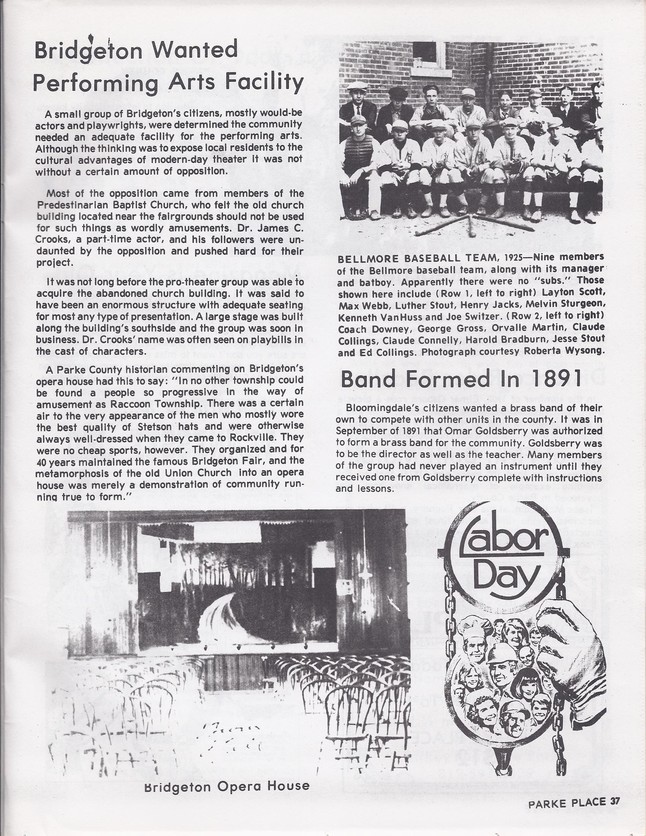 Bridgeton Wanted
Performing Arts Facility
A small group of Bridgeton's citizens, mostly would-be
actors and playwrights, were determined the community
needed an adequate facility for the performing arts.
Although the thinking was to expose local residents to the
cultural advantages of modern-day theater it was not
without a certain amount of opposition.
Most of the opposition came from members of the
Predestinarian Baptist Church, who felt the old church
building located near the fairgrounds should not be used
for such things as wordly amusements. Dr. James C.
Crooks, a part-time actor, and his followers were un-
daunted by the opposition and pushed hard for their
project.
It was not long before the pro-theater group was able to
acquire the abandoned church building. It was said to
have been an enormous structure with adequate seating
for most any type of presentation. A large stage was built
along the building's southside and the group was soon in
business. Dr. Crooks' name was often seen on playbills in
the cast of characters.
A Parke County historian commenting on Bridgeton's
opera house had this to say: "In no other township could
be found a people so progressive in the way of
amusement as Raccoon Township. There was a certain
air to the very appearance of the men who mostly wore
the best quality of Stetson hats and were otherwise
always well-dressed when they came to Rockville. They
were no cheap sports, however. They organized and for
40 years maintained the famous Bridgeton Fair, and the
metamorphosis of the old Union Church into an opera
house was merely a demonstration of community run-
ning true to form."
BELLMORE BASEBALL TEAM, 1925—Nine members
of the Bellmore baseball team, along with its manager
and batboy. Apparently there were no "subs." Those
shown here include (Row 1, left to right) Layton Scott,
Max Webb, Luther Stout, Henry Jacks, Melvin Sturgeon,
Kenneth VanHuss and Joe Switzer. (Row 2, left to right)
Coach Downey, George Gross, Orvalle Martin, Claude
Collings, Claude Connelly, Harold Bradburn, Jesse Stout
and Ed Collings. Photograph courtesy Roberta Wysong.
Band Formed In 1891
Bloomingdale's citizens wanted a brass band of their
own to compete with other units in the county. It was in
September of 1891 that Omar Goldsberry was authorized
to form a brass band for the community. Goldsberry was
to be the director as well as the teacher. Many members
of the group had never played an instrument until they
received one from Goldsberry complete with instructions
and lessons.
Labor
Day
Bridgeton Opera House
PARKE PLACE 37